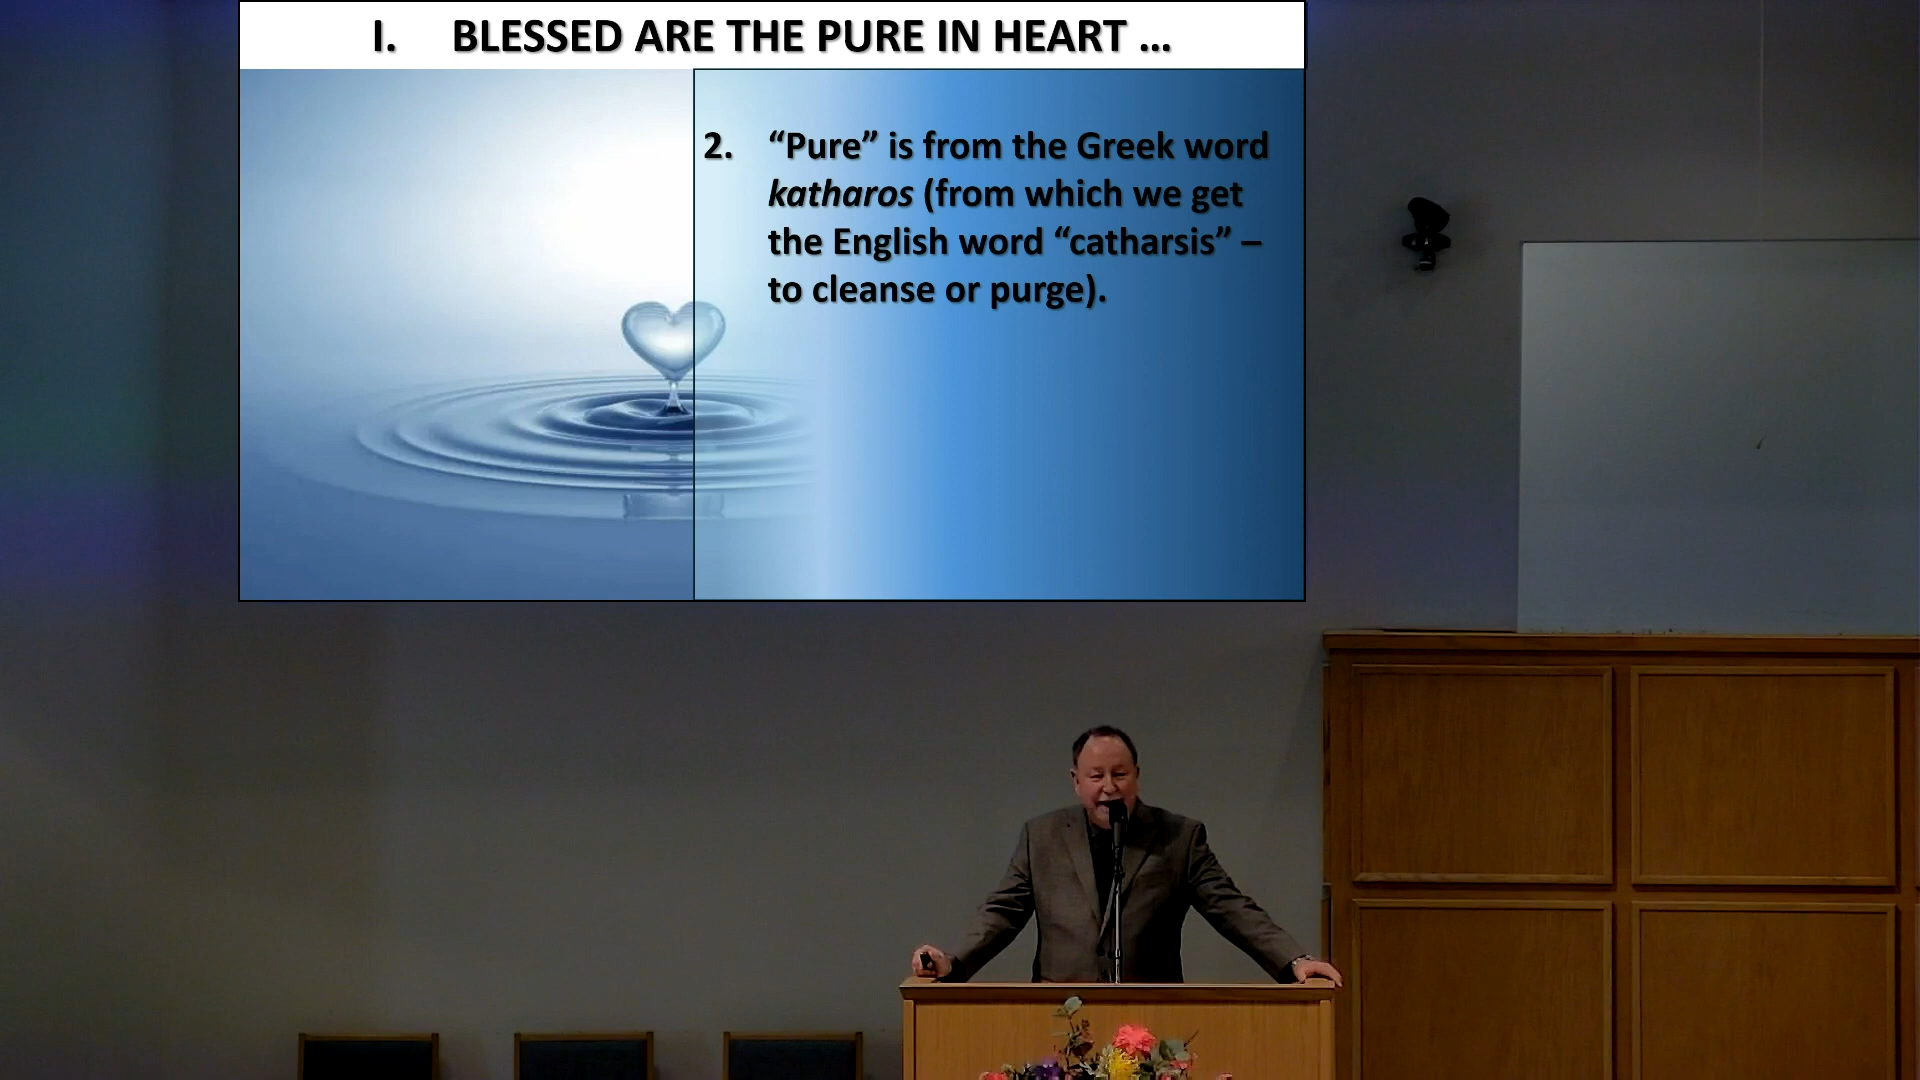 I. BLESSED ARE THE PURE IN HEART ...
2. “Pure” is from the Greek word
katharos (from which we get
the English word “catharsis” –
to cleanse or purge).